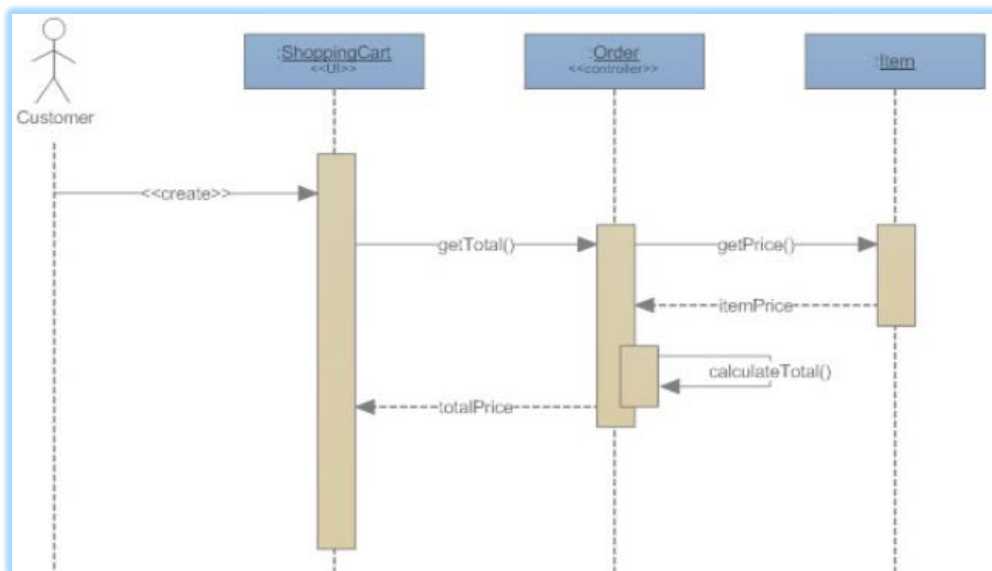 :ShoppingCart
<<UI>>
:Order
<<controller>>
:Item
Customer
<<create>>
getTotal()
getPrice()
itemPrice
calculateTotal()
totalPrice